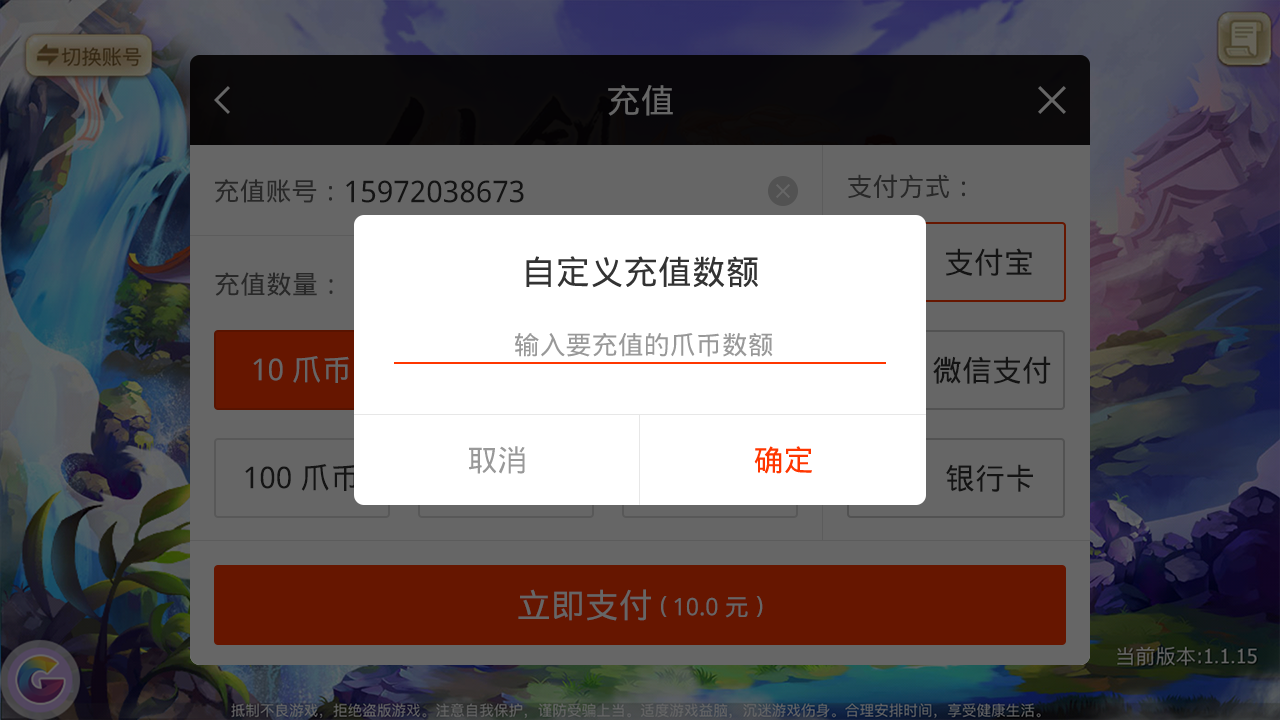 切换账号
充值
充值账号：15972038673
支付方式：
自定义充值数额
支付宝
充值数量：
输入要充值的爪币数额
10 爪币
微信支付
取消
确定
100 爪币
银行卡
立即支付（10.0 元）
当前版本:1.1.15
抵制不良游戏，拒绝盗版游戏。注意自我保护，谨防受骗上当。适度游戏益脑，沉迷游戏伤身。合理安排时间，享受健康生活。